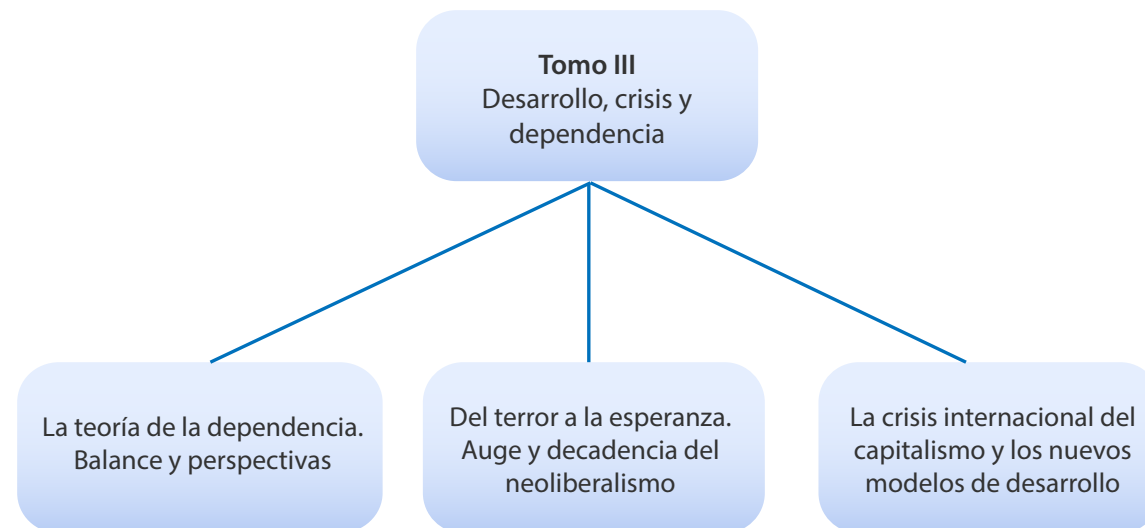 Tomo III
Desarrollo, crisis y
dependencia
La teoría de la dependencia.
Balance y perspectivas
Del terror a la esperanza.
Auge y decadencia del
neoliberalismo
La crisis internacional del
capitalismo y los nuevos
modelos de desarrollo